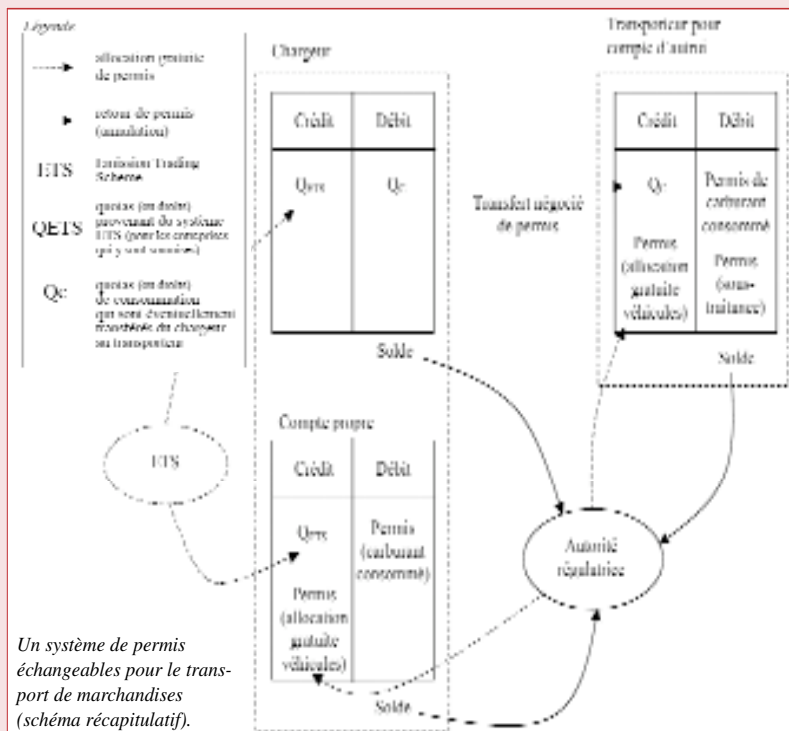 Légende
allocation gratuite
de permis
retour de permis
(annulation)
ETS
Emission Trading
Scheme
QETS
quotas (ou droits)
provenant du système
ETS (pour les entreprises
qui y sont soumises)
Qc
quotas (ou droits)
de consommation
qui sont éventuellement
transférés du chargeur
au transporteur
ETS
Chargeur
Crédit Débit
QETS Qc
Solde
Compte propre
Crédit Débit
QETS
Permis
(allocation
gratuite
véhicules)
Permis
(carburant
consommé)
Solde
Transfert négocié
de permis
Transporteur pour
compte d'autrui
Crédit Débit
Qc
Permis
(allocation
gratuite
véhicules)
Permis de
carburant
consommé
Permis
(sous-
traitance)
Solde
Autorité
régulatrice
Un système de permis
échangeables pour le trans-
port de marchandises
(schéma récapitulatif).